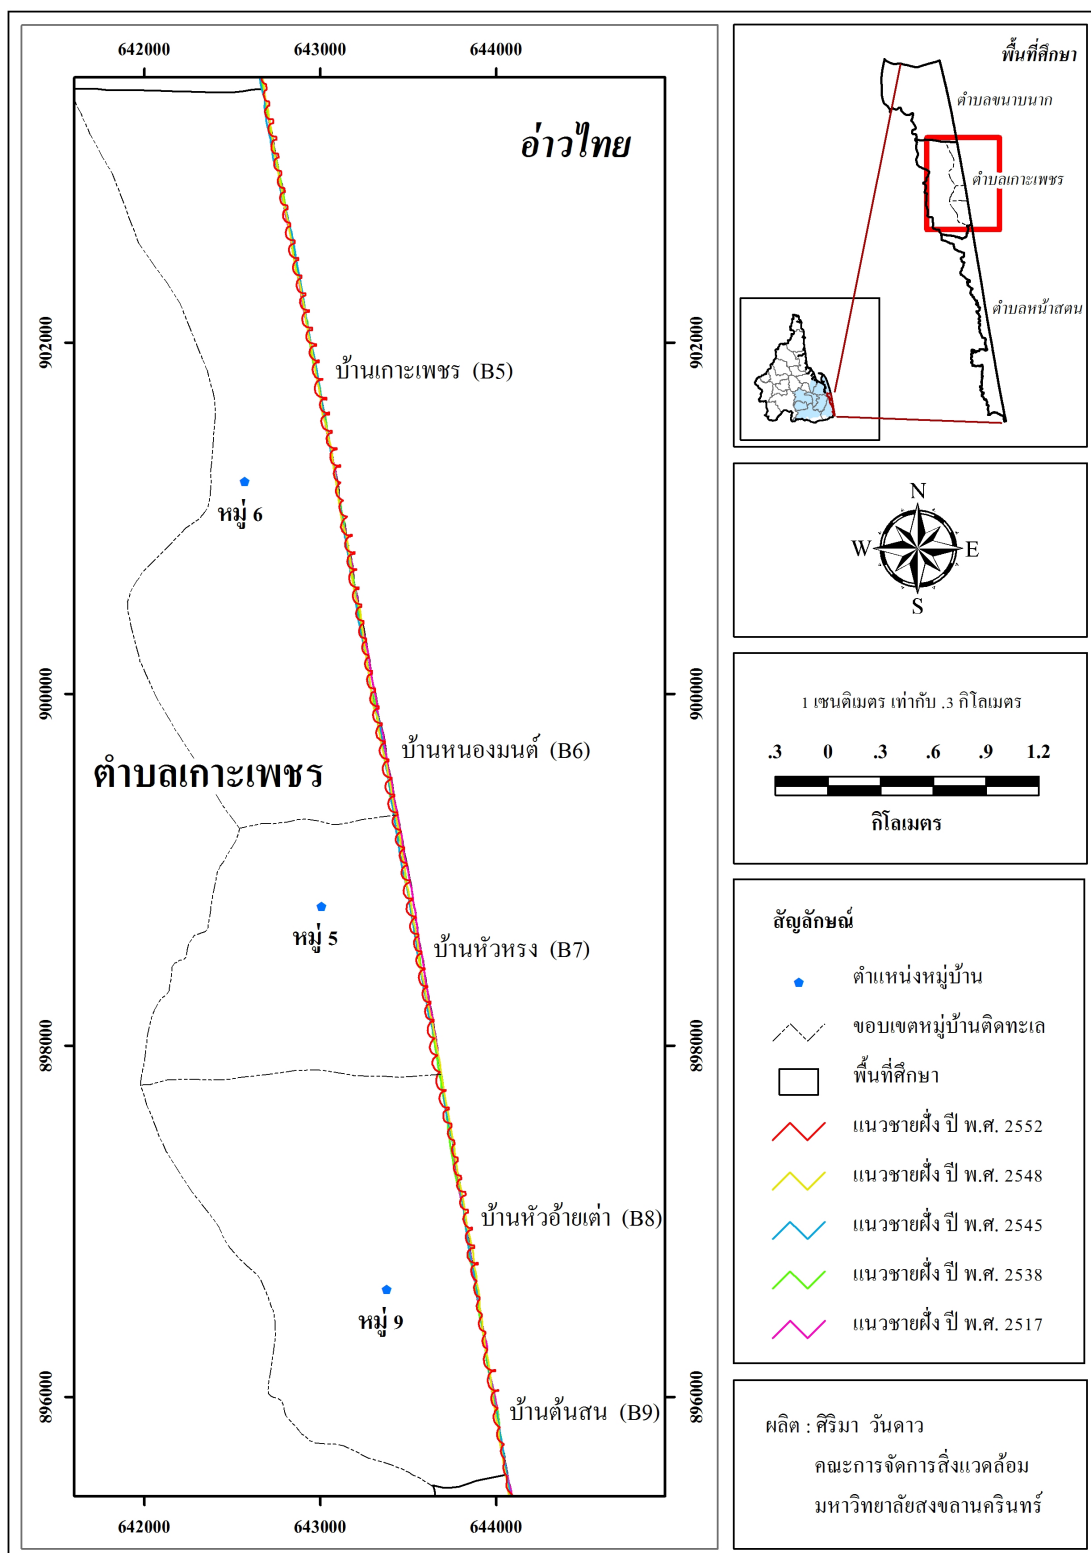 642000 643000 644000
อ่าวไทย
902000 902000
บ้านเกาะเพชร (B5)
หมู่ 6
900000 900000
บ้านหนองมนต์ (B6)
ตำบลเกาะเพชร
หมู่ 5
บ้านหัวหรง (B7)
898000 898000
บ้านหัวอ้ายเต่า (B8)
หมู่ 9
896000 896000
บ้านต้นสน (B9)
642000 643000 644000
พื้นที่ศึกษา
ตำบลขนาบนาก
ตำบลเกาะเพชร
ตำบลหน้าสตน
N
W E
S
1 เซนติเมตร เท่ากับ .3 กิโลเมตร
.3 0 .3 .6 .9 1.2
กิโลเมตร
สัญลักษณ์
ตำแหน่งหมู่บ้าน
ขอบเขตหมู่บ้านติดทะเล
พื้นที่ศึกษา
แนวชายฝั่ง ปี พ.ศ. 2552
แนวชายฝั่ง ปี พ.ศ. 2548
แนวชายฝั่ง ปี พ.ศ. 2545
แนวชายฝั่ง ปี พ.ศ. 2538
แนวชายฝั่ง ปี พ.ศ. 2517
ผลิต : ศิริมา วันดาว
คณะการจัดการสิ่งแวดล้อม
มหาวิทยาลัยสงขลานครินทร์